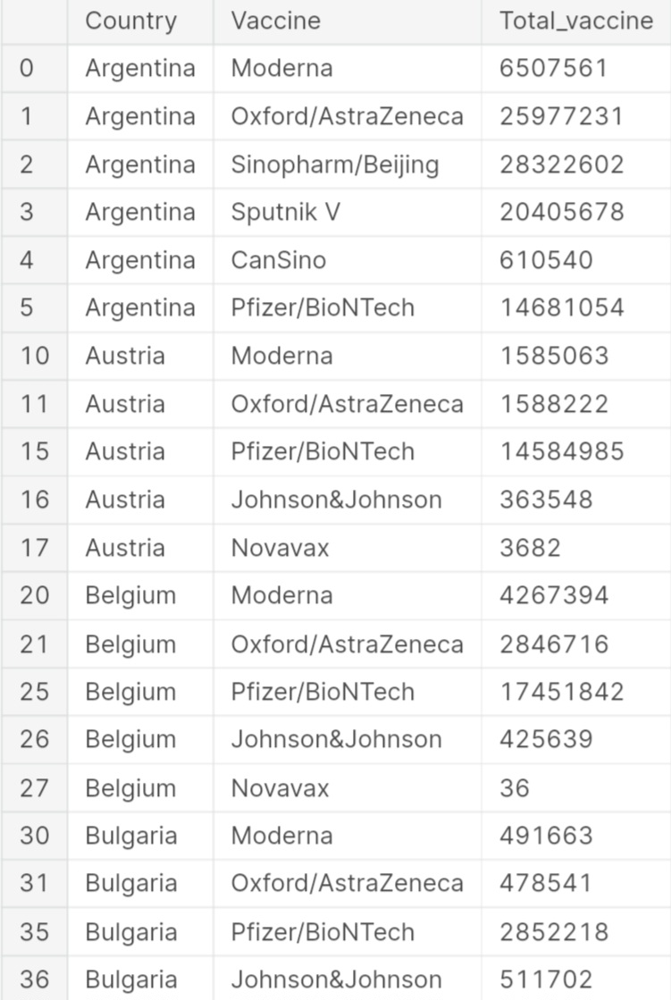 Country Vaccine Total_vaccine
0 Argentina Moderna 6507561
1 Argentina Oxford/AstraZeneca 25977231
2 Argentina Sinopharm/Beijing 28322602
3 Argentina Sputnik V 20405678
4 Argentina CanSino 610540
5 Argentina Pfizer/BioNTech 14681054
10 Austria Moderna 1585063
11 Austria Oxford/AstraZeneca 1588222
15 Austria Pfizer/BioNTech 14584985
16 Austria Johnson&Johnson 363548
17 Austria Novavax 3682
20 Belgium Moderna 4267394
21 Belgium Oxford/AstraZeneca 2846716
25 Belgium Pfizer/BioNTech 17451842
26 Belgium Johnson&Johnson 425639
27 Belgium Novavax 36
30 Bulgaria Moderna 491663
31 Bulgaria Oxford/AstraZeneca 478541
35 Bulgaria Pfizer/BioNTech 2852218
36 Bulgaria Johnson&Johnson 511702